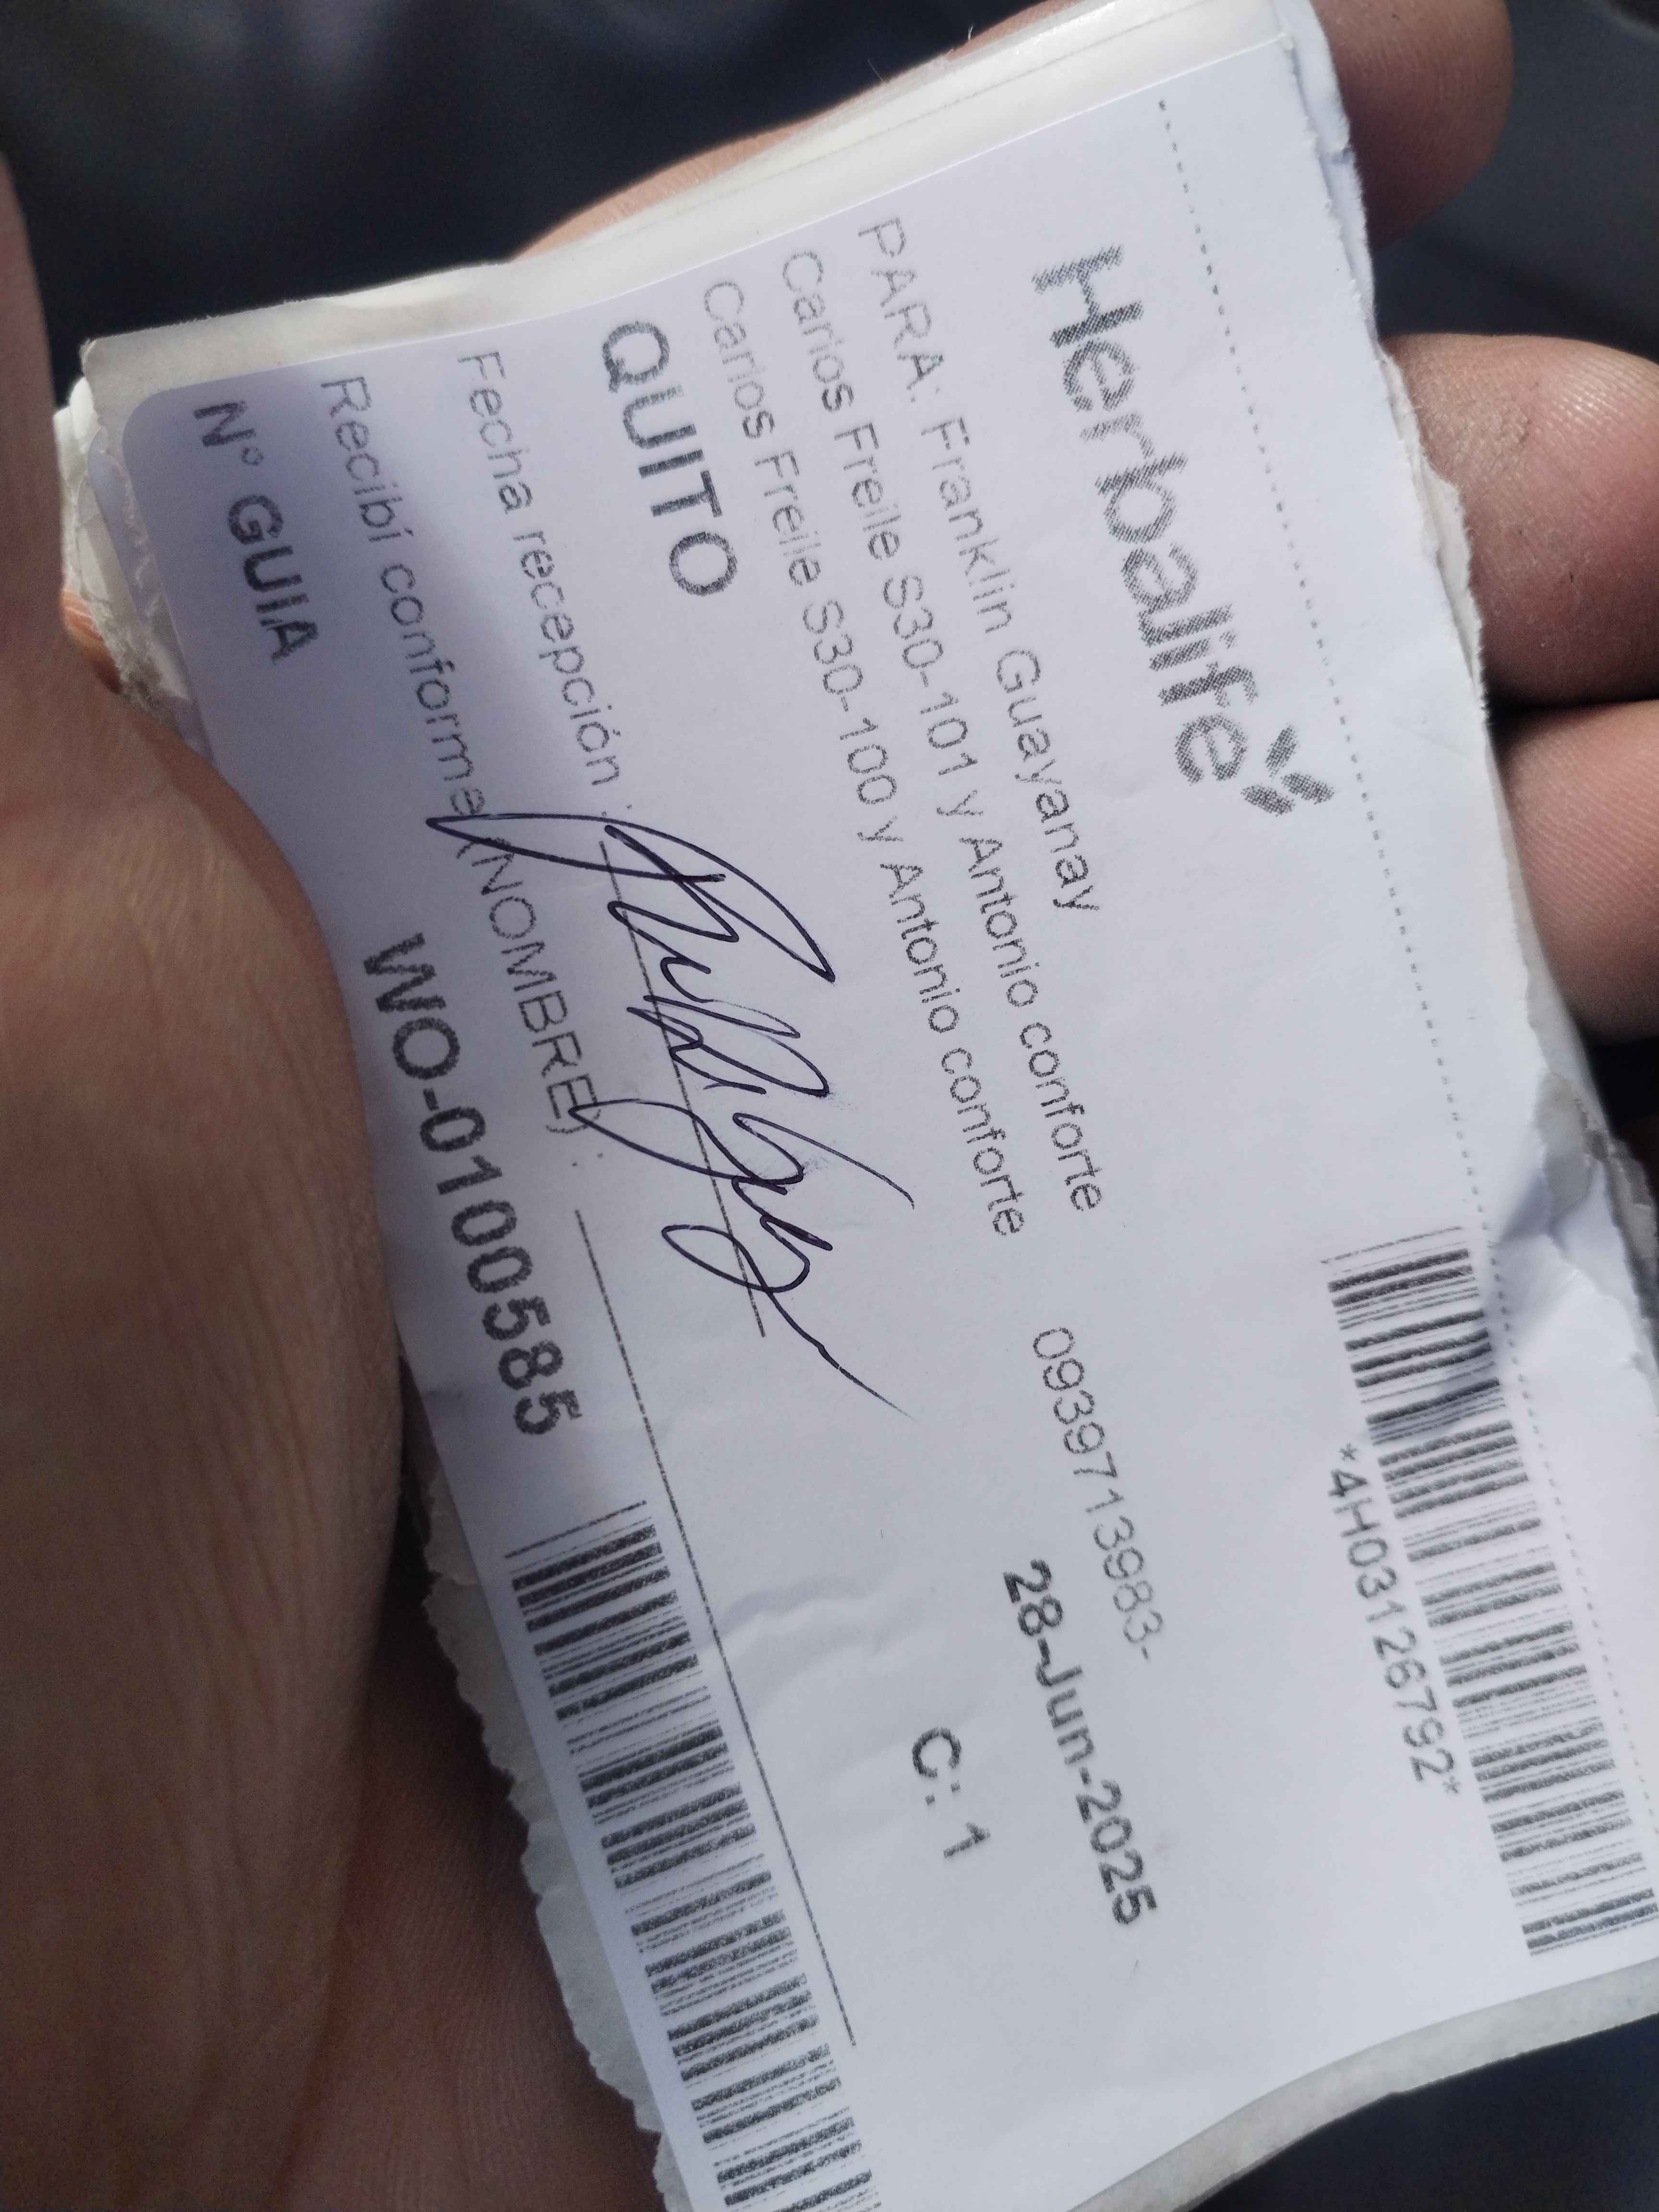 Herbalife
*4H03126792*
PARA: Franklin Guayanay
Carlos Freile S30-101 y Antonio conforte
0939713983-
Carlos Freile S30-100 y Antonio conforte
28-Jun-2025
QUITO
C: 1
Fecha recepción :
Recibí conforme (NOMBRE) :
N° GUIA
WO-0100585